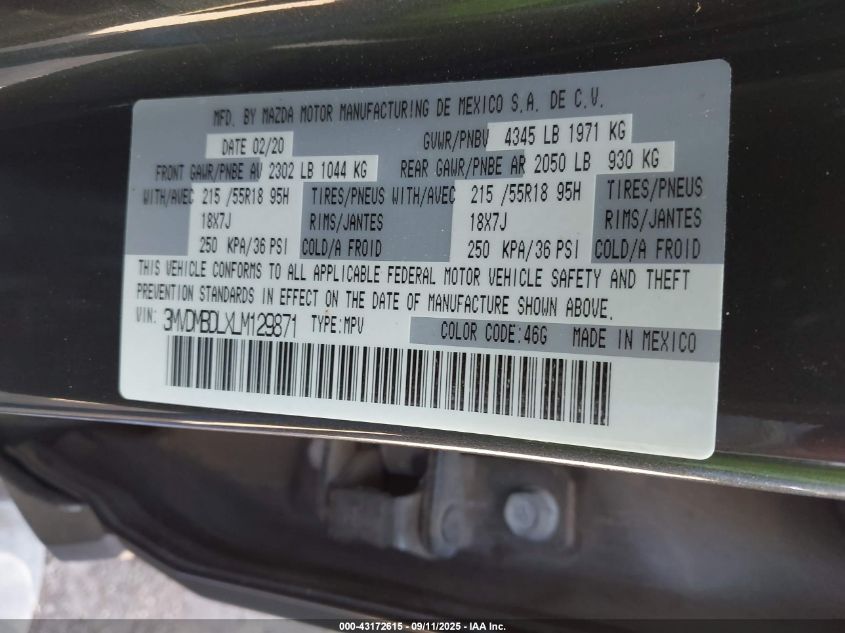 MFD. BY MAZDA MOTOR MANUFACTURING DE MEXICO S.A. DE C.V.
DATE 02/20 GVWR/PNBV 4345 LB 1971 KG
FRONT GAWR/PNBE AV 2302 LB 1044 KG REAR GAWR/PNBE AR 2050 LB 930 KG
WITH/AVEC 215 /55R18 95H TIRES/PNEUS WITH/AVEC 215 /55R18 95H TIRES/PNEUS
18X7J RIMS/JANTES 18X7J RIMS/JANTES
250 KPA/36 PSI COLD/A FROID 250 KPA/36 PSI COLD/A FROID
THIS VEHICLE CONFORMS TO ALL APPLICABLE FEDERAL MOTOR VEHICLE SAFETY AND THEFT
PREVENTION STANDARDS IN EFFECT ON THE DATE OF MANUFACTURE SHOWN ABOVE.
VIN: 3MVDMBDLXLM129871 TYPE:MPV COLOR CODE:46G MADE IN MEXICO
000-43172615 - 09/11/2025 - IAA, Inc.